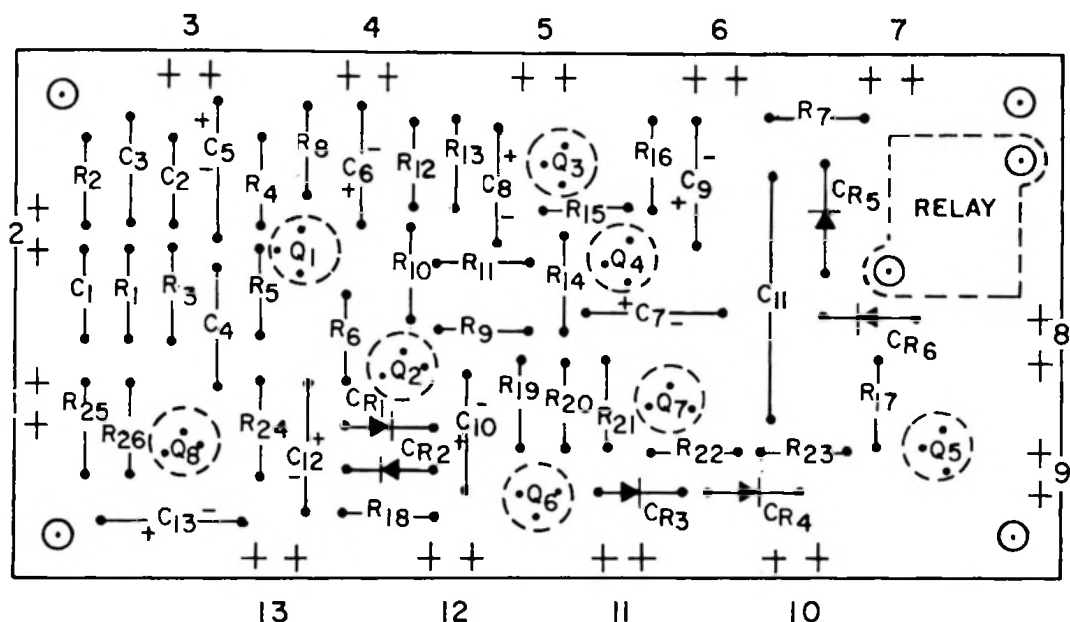 3 4 5 6 7
R7
R2 C3 C2 + C5 - R4 R8 C6 - + R12 R13 C8 + - Q3 R16 C9 - + CR5 RELAY
R15
2
C1 R1 R3 C4 R5 Q1 R10 R11 R14 Q4 C11
R6 R9 + C7 - CR6 8
Q2 R19 R20 R21 Q7 R17
R25 R26 Q8 R24 C12 + - CR1 CR2 C10 - + R22 R23 Q5
9
+ C13 - R18 Q6 CR3 CR4
13 12 11 10